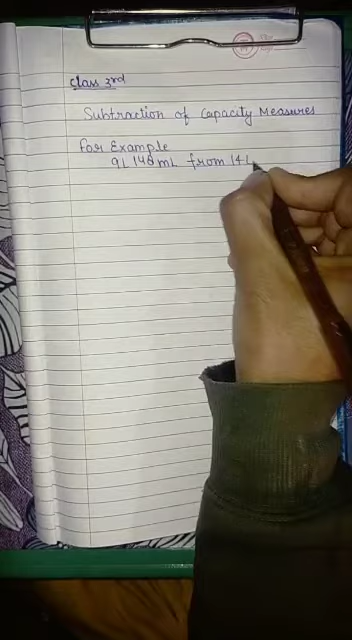 Class 3rd
Subtraction of Capacity Measures
For Example
9L 148 mL from 14L